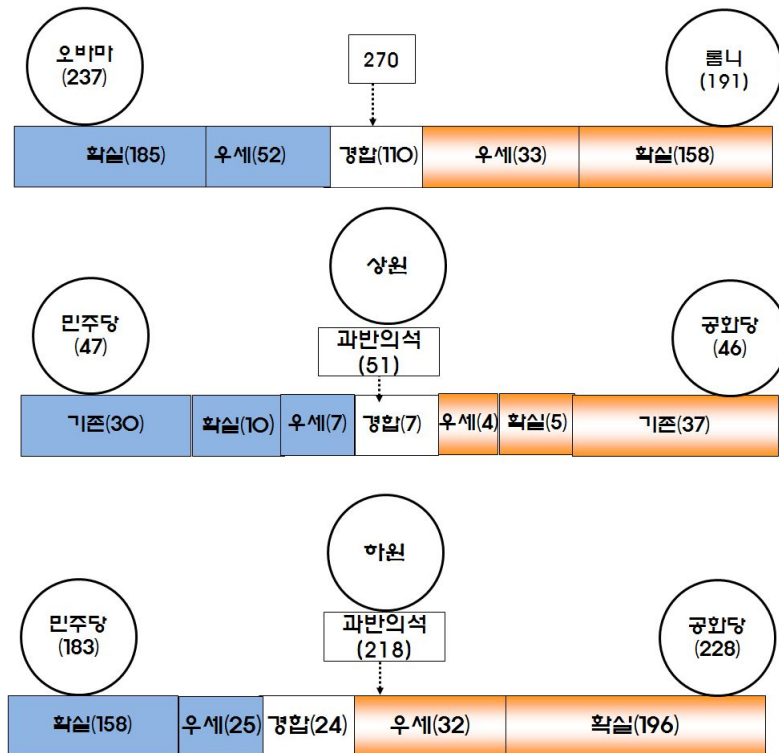 오바마
(237)
270
롬니
(191)
확실(185)
우세(52)
경합(110)
우세(33)
확실(158)
상원
민주당
(47)
과반의석
(51)
공화당
(46)
기존(30)
확실(10)
우세(7)
경합(7)
우세(4)
확실(5)
기존(37)
하원
민주당
(183)
과반의석
(218)
공화당
(228)
확실(158)
우세(25)
경합(24)
우세(32)
확실(196)